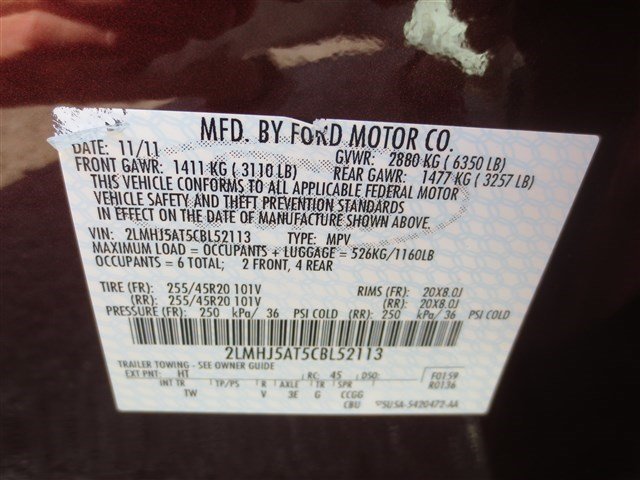 MFD. BY FORD MOTOR CO.
DATE: 11/11 GVWR: 2880 KG ( 6350 LB)
FRONT GAWR: 1411 KG ( 3110 LB) REAR GAWR: 1477 KG ( 3257 LB)
THIS VEHICLE CONFORMS TO ALL APPLICABLE FEDERAL MOTOR
VEHICLE SAFETY AND THEFT PREVENTION STANDARDS
IN EFFECT ON THE DATE OF MANUFACTURE SHOWN ABOVE.
VIN: 2LMHJ5AT5CBL52113 TYPE: MPV
MAXIMUM LOAD = OCCUPANTS + LUGGAGE = 526KG/1160LB
OCCUPANTS = 6 TOTAL; 2 FRONT, 4 REAR
TIRE (FR): 255/45R20 101V RIMS (FR): 20X8.0J
(RR): 255/45R20 101V (RR): 20X8.0J
PRESSURE (FR): 250 kPa/ 36 PSI COLD (RR): 250 kPa/ 36 PSI COLD
2LMHJ5AT5CBL52113
TRAILER TOWING - SEE OWNER GUIDE
EXT PNT: HT RC: 45 DSO: F0159
R0136
INT TR TP/PS R AXLE TR SPR
TW V 3E G CCGG
CBU 5U5A-5420472-AA